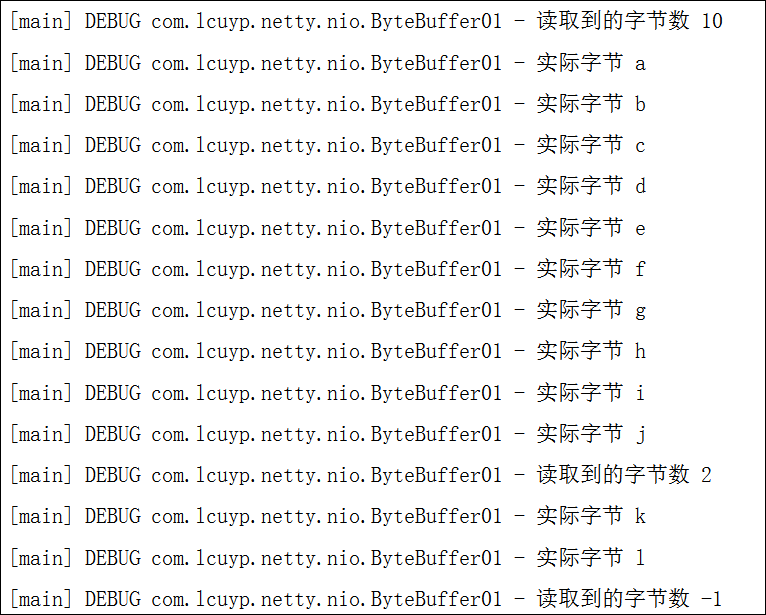 [main] DEBUG com.lcuyp.netty.nio.ByteBuffer01 - 读取到的字节数 10
[main] DEBUG com.lcuyp.netty.nio.ByteBuffer01 - 实际字节 a
[main] DEBUG com.lcuyp.netty.nio.ByteBuffer01 - 实际字节 b
[main] DEBUG com.lcuyp.netty.nio.ByteBuffer01 - 实际字节 c
[main] DEBUG com.lcuyp.netty.nio.ByteBuffer01 - 实际字节 d
[main] DEBUG com.lcuyp.netty.nio.ByteBuffer01 - 实际字节 e
[main] DEBUG com.lcuyp.netty.nio.ByteBuffer01 - 实际字节 f
[main] DEBUG com.lcuyp.netty.nio.ByteBuffer01 - 实际字节 g
[main] DEBUG com.lcuyp.netty.nio.ByteBuffer01 - 实际字节 h
[main] DEBUG com.lcuyp.netty.nio.ByteBuffer01 - 实际字节 i
[main] DEBUG com.lcuyp.netty.nio.ByteBuffer01 - 实际字节 j
[main] DEBUG com.lcuyp.netty.nio.ByteBuffer01 - 读取到的字节数 2
[main] DEBUG com.lcuyp.netty.nio.ByteBuffer01 - 实际字节 k
[main] DEBUG com.lcuyp.netty.nio.ByteBuffer01 - 实际字节 l
[main] DEBUG com.lcuyp.netty.nio.ByteBuffer01 - 读取到的字节数 -1